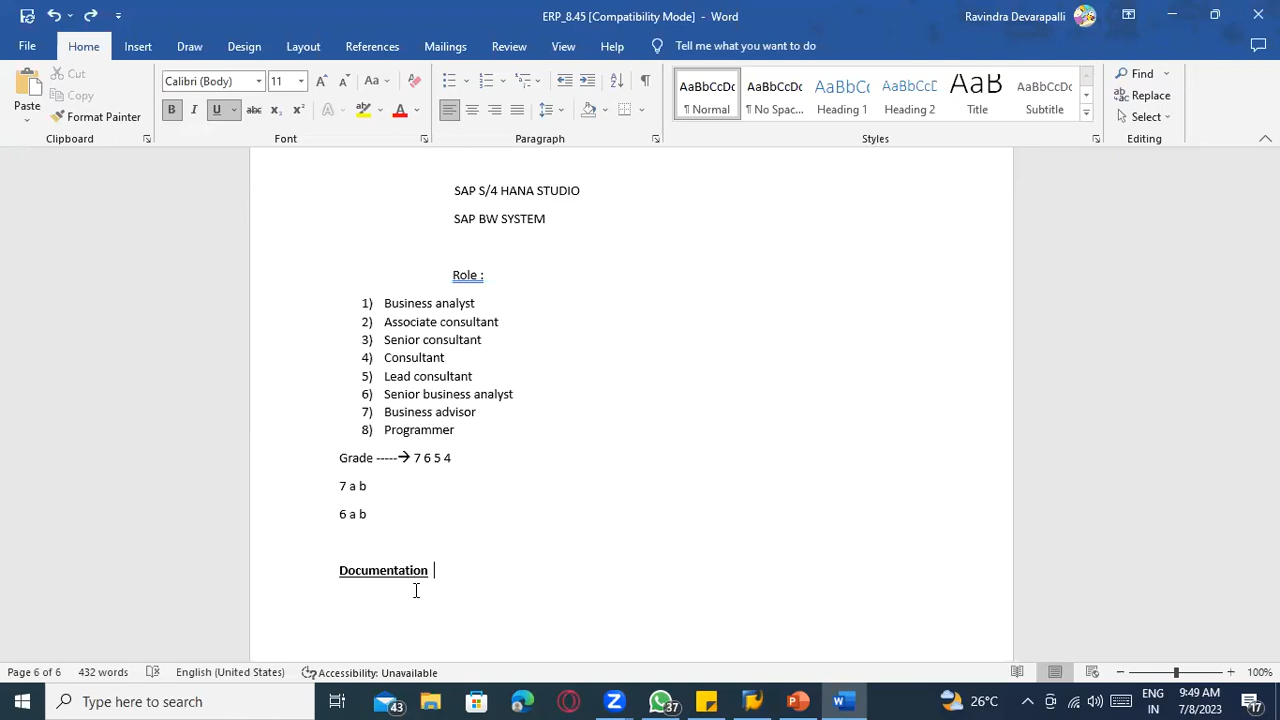 ERP_8.45 [Compatibility Mode] - Word
Ravindra Devarapalli
File Home Insert Draw Design Layout References Mailings Review View Help Tell me what you want to do
Paste
Cut
Copy
Format Painter
Clipboard
Calibri (Body) 11
Font
Paragraph
AaBbCcDc AaBbCcDc AaBbC AaBbCcC AaB AaBbCcD
¶ Normal ¶ No Spac... Heading 1 Heading 2 Title Subtitle
Styles
Find
Replace
Select
Editing
SAP S/4 HANA STUDIO
SAP BW SYSTEM
Role :
1) Business analyst
2) Associate consultant
3) Senior consultant
4) Consultant
5) Lead consultant
6) Senior business analyst
7) Business advisor
8) Programmer
Grade -----→ 7 6 5 4
7 a b
6 a b
Documentation
Page 6 of 6 432 words English (United States) Accessibility: Unavailable 100%
Type here to search
43
37
26°C
ENG
IN
9:49 AM
7/8/2023
17